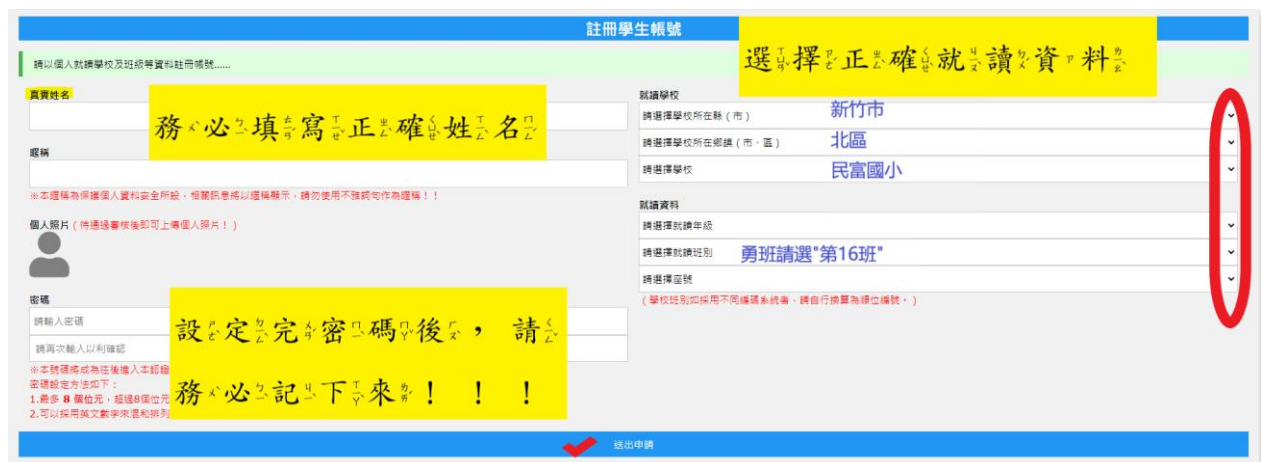 註冊學生帳號
請以個人就讀學校及班級等資料註冊帳號......
選擇正確就讀資料
真實姓名
務必填寫正確姓名
暱稱
※本暱稱為保護個人資料安全所設，相關訊息將以暱稱顯示，請勿使用不雅詞句作為暱稱！！
個人照片(待通過審核後即可上傳個人照片！)
密碼
請輸入密碼
請再次輸入以利確認
設定完密碼後，請
務必記下來！！！
※本號碼將成為往後進入本認證
密碼設定方法如下：
1.最多 8 個位元，超過8個位元
2.可以採用英文數字來混和排列
就讀學校
請選擇學校所在縣(市) 新竹市
請選擇學校所在鄉鎮(市、區) 北區
請選擇學校 民富國小
就讀資料
請選擇就讀年級
請選擇就讀班別 勇班請選"第16班"
請選擇座號
(學校班別如採用不同編碼系統者，請自行換算為順位編號。)
送出申請